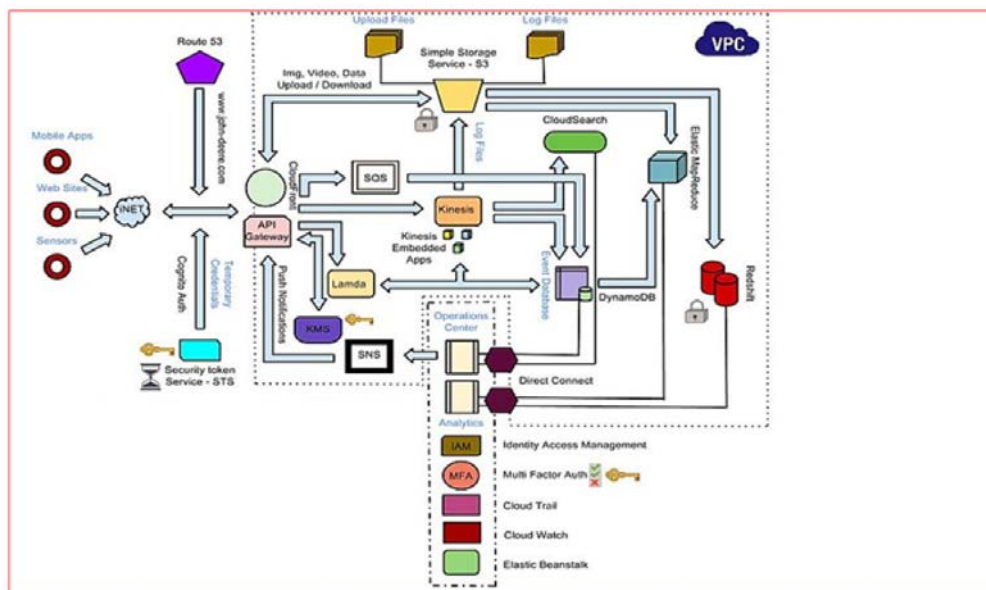 Upload Files
Log Files
Route 53
Simple Storage
Service - S3
VPC
Img, Video, Data
Upload / Download
www.john-deere.com
CloudSearch
Elastic MapReduce
Mobile Apps
Log Files
CloudFront
SQS
Web Sites
iNET
Kinesis
API
Gateway
Sensors
Kinesis
Embedded
Apps
Event Database
Redshift
Temporary
Credentials
Cognito Auth
Push Notifications
Lamda
DynamoDB
KMS
Operations
Center
SNS
Security token
Service - STS
Direct Connect
Analytics
IAM
Identity Access Management
MFA
Multi Factor Auth
Cloud Trail
Cloud Watch
Elastic Beanstalk